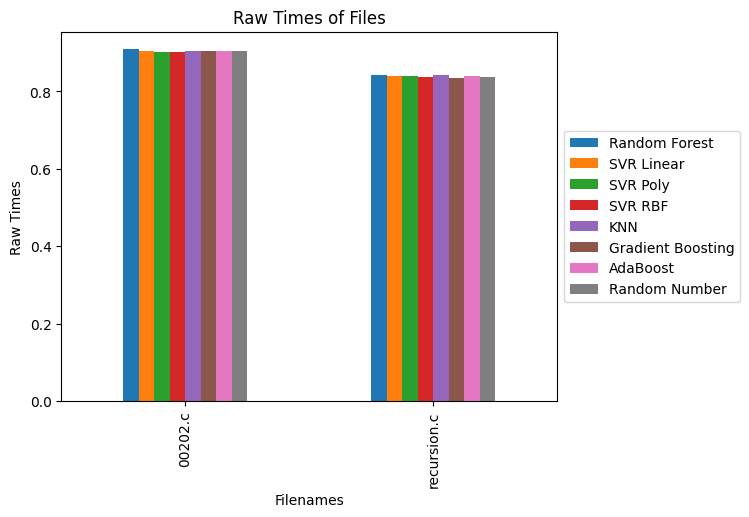 Raw Times of Files
Raw Times
0.8
0.6
0.4
0.2
0.0
00202.c
recursion.c
Filenames
Random Forest
SVR Linear
SVR Poly
SVR RBF
KNN
Gradient Boosting
AdaBoost
Random Number